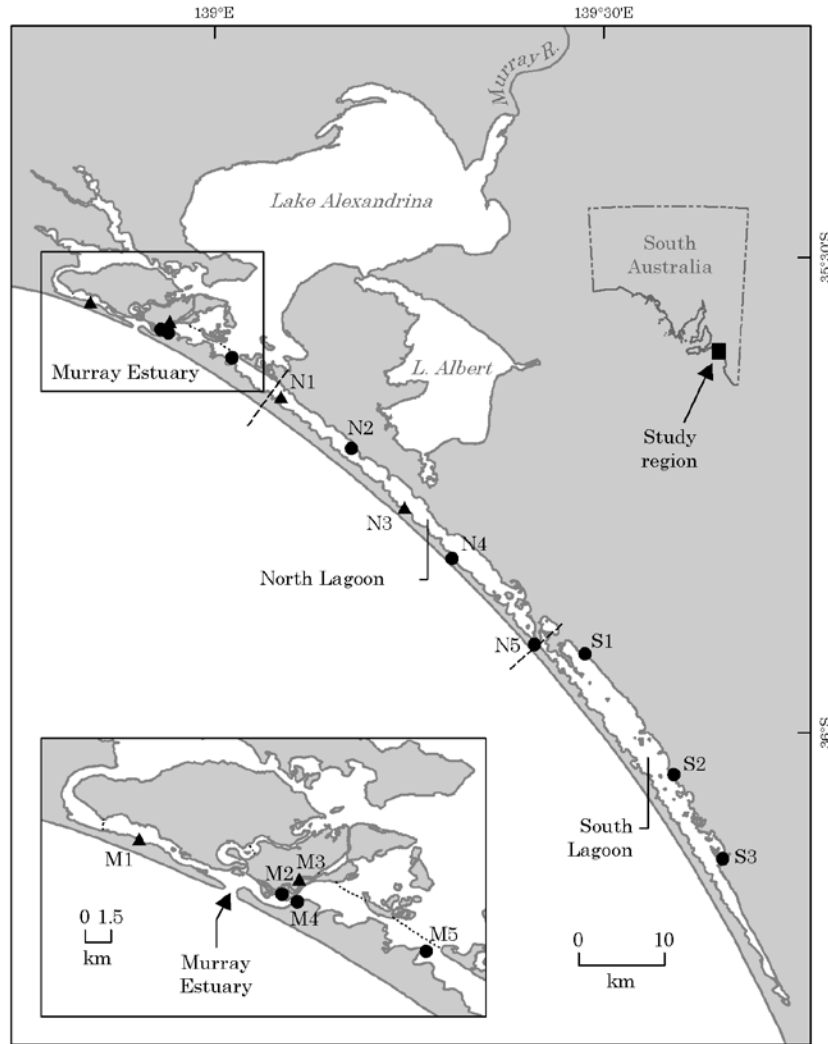 139°E
139°30'E
Murray R.
Lake Alexandrina
South
Australia
35°30'S
Murray Estuary
N1
L. Albert
Study
region
N2
N3
N4
North Lagoon
N5
S1
36°S
S2
South
Lagoon
S3
M1
M2
M3
M4
M5
0 1.5
km
Murray
Estuary
0 10
km